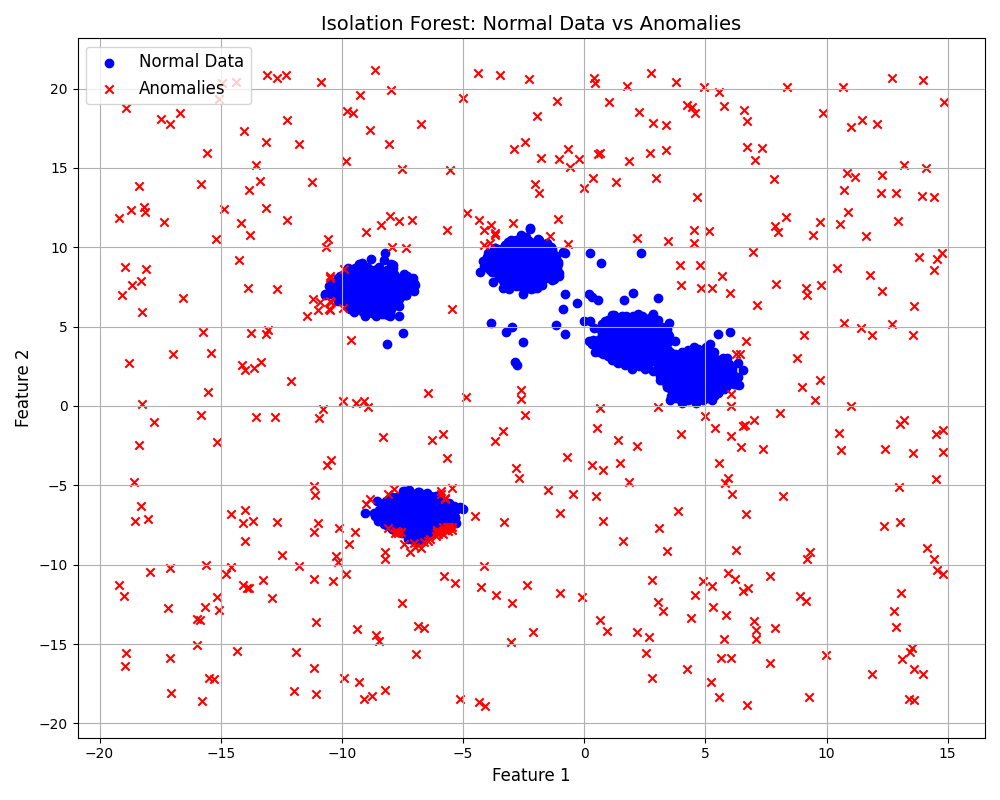 Isolation Forest: Normal Data vs Anomalies
Normal Data
Anomalies
20
15
10
5
0
−5
−10
−15
−20
Feature 2
−20 −15 −10 −5 0 5 10 15
Feature 1